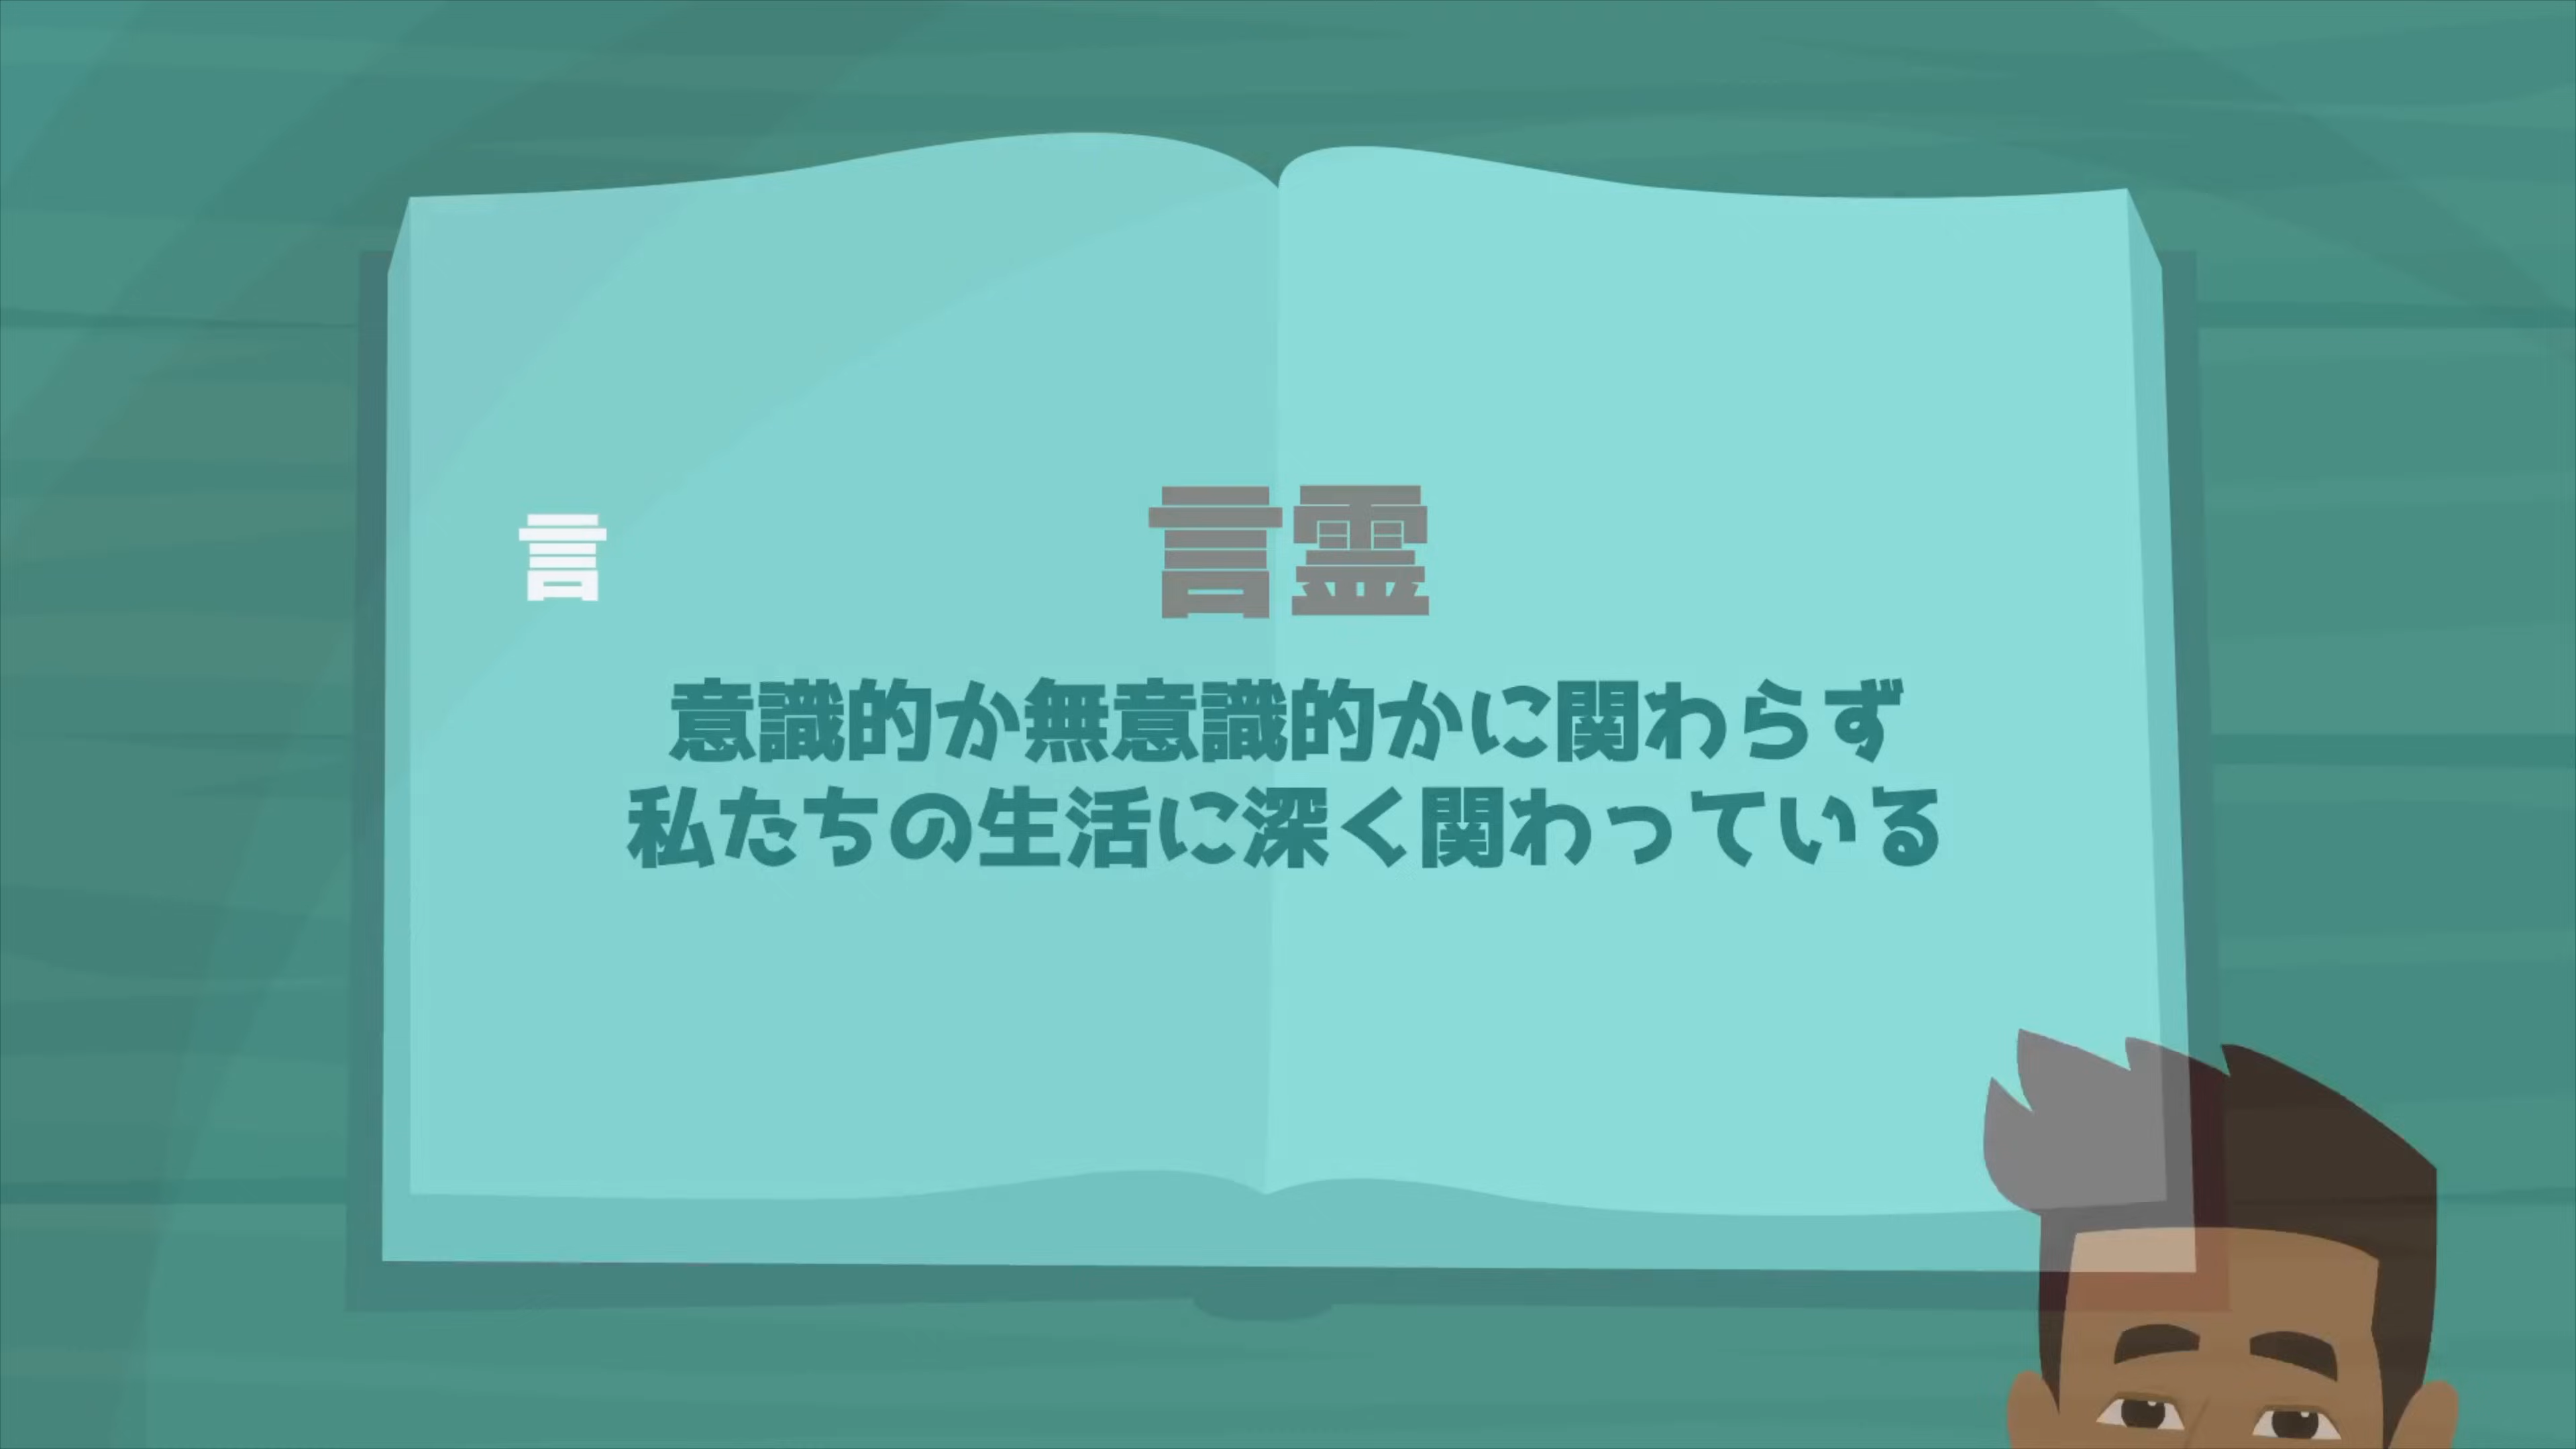 言
言霊
意識的か無意識的かに関わらず
私たちの生活に深く関わっている